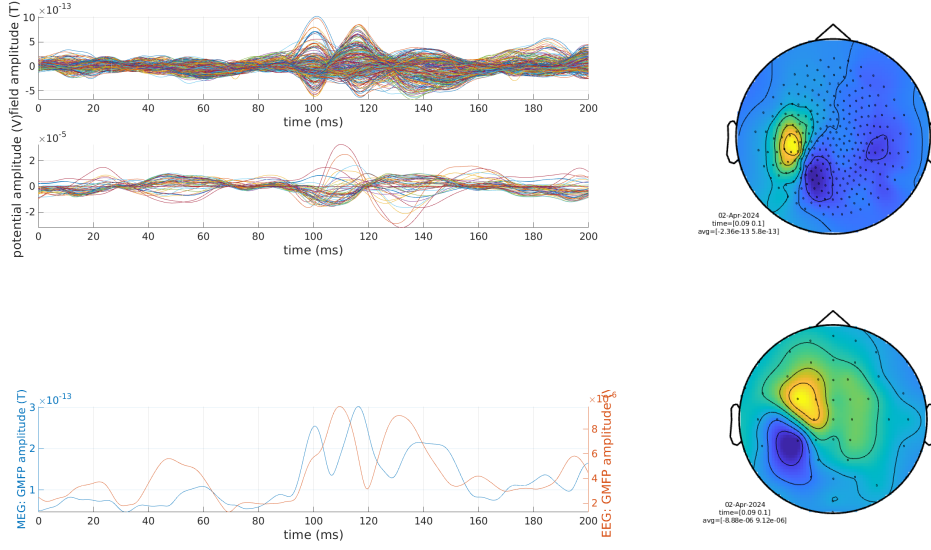 ×10⁻¹³
10
5
0
-5
0 20 40 60 80 100 120 140 160 180 200
time (ms)
field amplitude (T)
×10⁻⁵
2
0
-2
0 20 40 60 80 100 120 140 160 180 200
time (ms)
potential amplitude (V)
02-Apr-2024
time=[0.09 0.1]
avg=[-2.36e-13 5.8e-13]
×10⁻¹³
3
2
1
MEG: GMFP amplitude (T)
×10⁻⁶
8
6
4
2
EEG: GMFP amplitude
0 20 40 60 80 100 120 140 160 180 200
time (ms)
02-Apr-2024
time=[0.09 0.1]
avg=[-8.88e-06 9.12e-06]